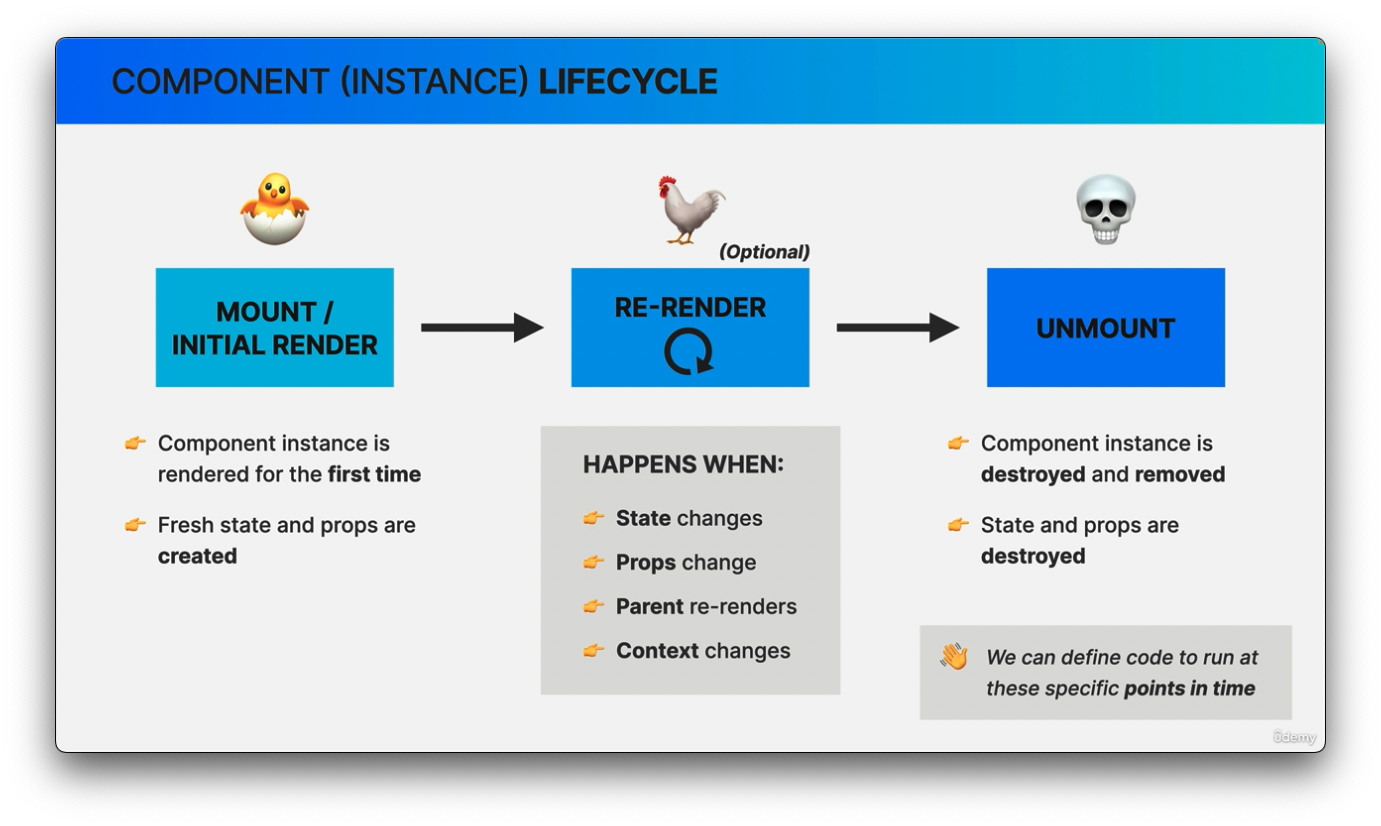 COMPONENT (INSTANCE) LIFECYCLE
(Optional)
MOUNT /
INITIAL RENDER
RE-RENDER
UNMOUNT
Component instance is
rendered for the first time
Fresh state and props are
created
HAPPENS WHEN:
State changes
Props change
Parent re-renders
Context changes
Component instance is
destroyed and removed
State and props are
destroyed
We can define code to run at
these specific points in time
ûdemy